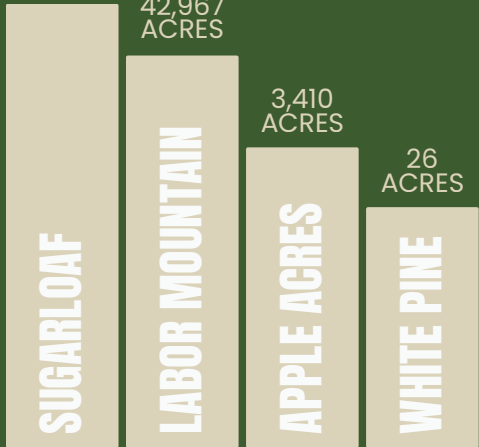 42,967
ACRES
3,410
ACRES
26
ACRES
SUGARLOAF
LABOR MOUNTAIN
APPLE ACRES
WHITE PINE